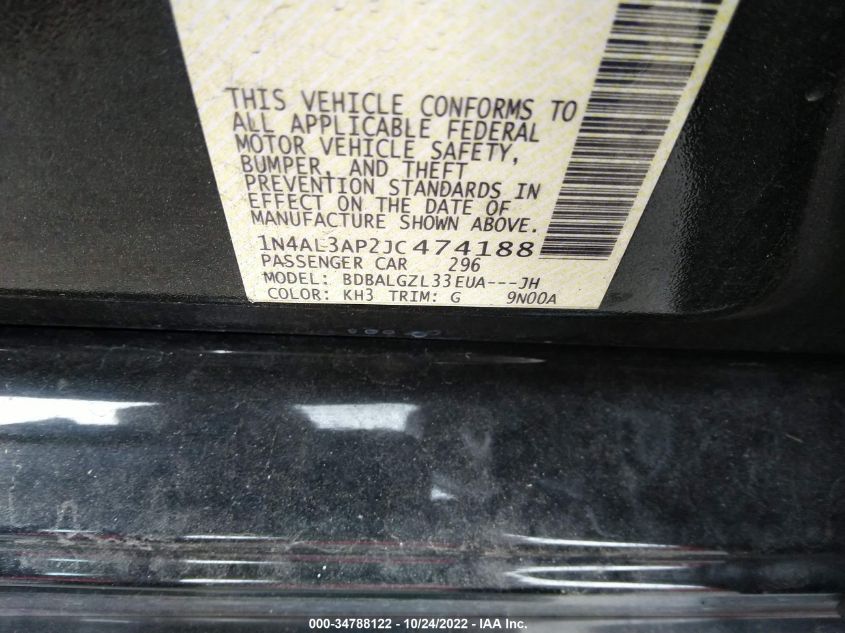 THIS VEHICLE CONFORMS TO
ALL APPLICABLE FEDERAL
MOTOR VEHICLE SAFETY,
BUMPER, AND THEFT
PREVENTION STANDARDS IN
EFFECT ON THE DATE OF
MANUFACTURE SHOWN ABOVE.
1N4AL3AP2JC474188
PASSENGER CAR 296
MODEL: BDBALGZL33EUA---JH
COLOR: KH3 TRIM: G 9N00A
000-34788122 - 10/24/2022 - IAA Inc.